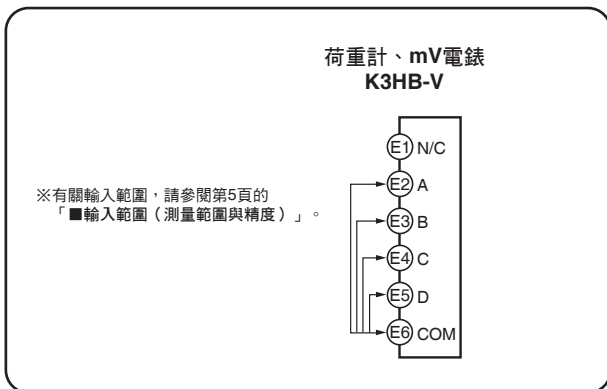 荷重計、mV電錶
K3HB-V
E1 N/C
※有關輸入範圍，請參閱第5頁的
「■輸入範圍（測量範圍與精度）」。
E2 A
E3 B
E4 C
E5 D
E6 COM